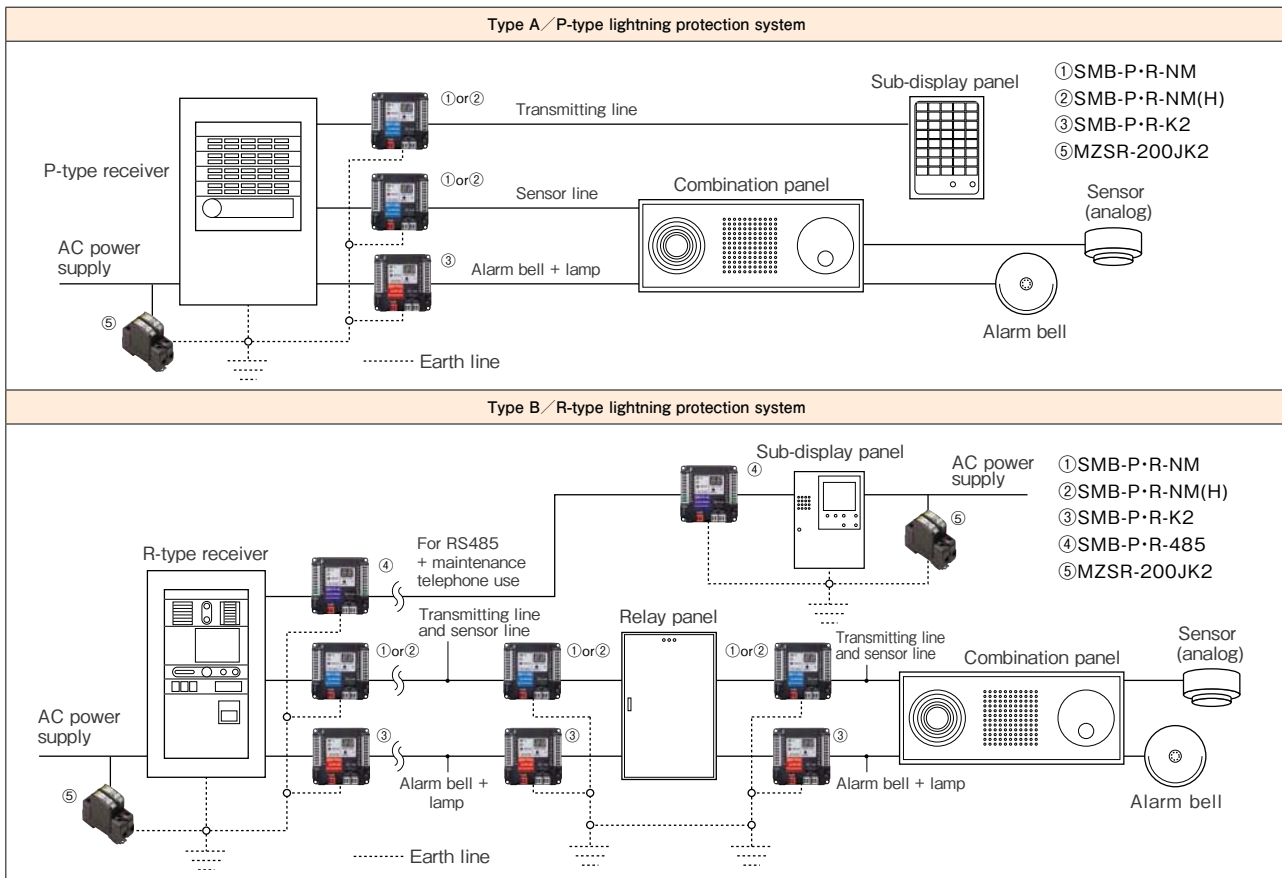 Type A／P-type lightning protection system
①or②
Transmitting line
Sub-display panel
①SMB-P･R-NM
②SMB-P･R-NM(H)
③SMB-P･R-K2
⑤MZSR-200JK2
P-type receiver
①or②
Sensor line
Combination panel
Sensor
(analog)
AC power
supply
③
Alarm bell + lamp
⑤
Alarm bell
Earth line
Type B／R-type lightning protection system
Sub-display panel
④
AC power
supply
⑤
①SMB-P･R-NM
②SMB-P･R-NM(H)
③SMB-P･R-K2
④SMB-P･R-485
⑤MZSR-200JK2
R-type receiver
④
For RS485
+ maintenance
telephone use
Transmitting line
and sensor line
Relay panel
①or②
①or②
①or②
Transmitting line
and sensor line
Combination panel
Sensor
(analog)
AC power
supply
③
③
③
Alarm bell +
lamp
Alarm bell + lamp
⑤
Alarm bell
Earth line